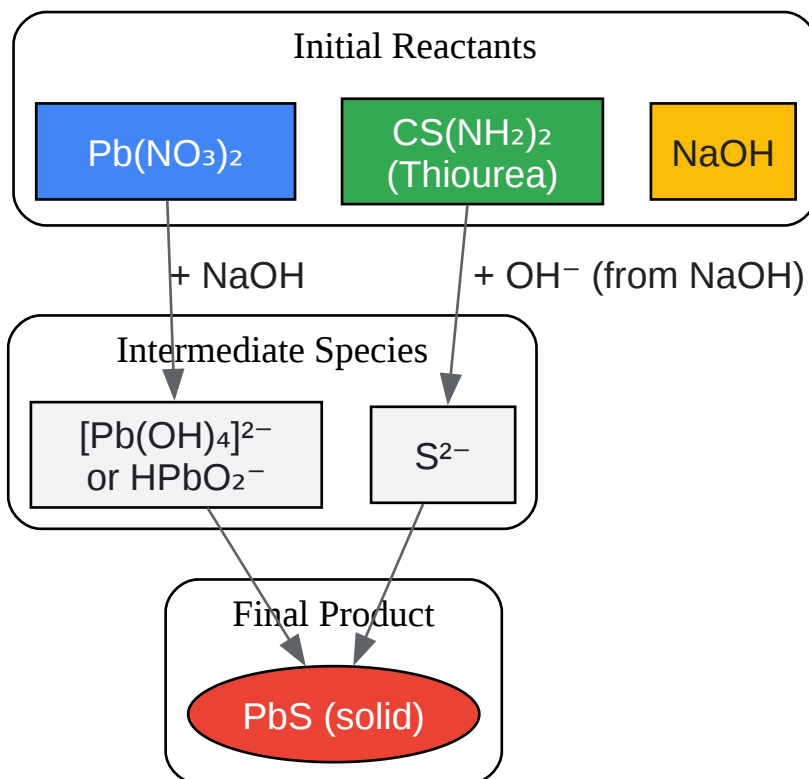 Initial Reactants
Pb(NO₃)₂
CS(NH₂)₂
(Thiourea)
NaOH
+ NaOH
+ OH⁻ (from NaOH)
Intermediate Species
[Pb(OH)₄]²⁻
or HPbO₂⁻
S²⁻
Final Product
PbS (solid)